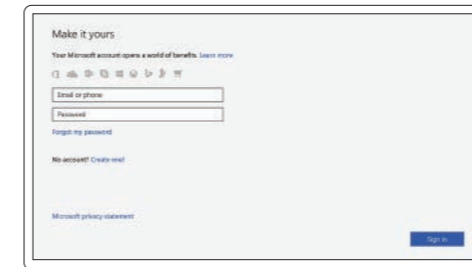 Make it yours
Your Microsoft account opens a world of benefits. Learn more
Email or phone
Password
Forgot my password
No account? Create one!
Microsoft privacy statement
Sign in